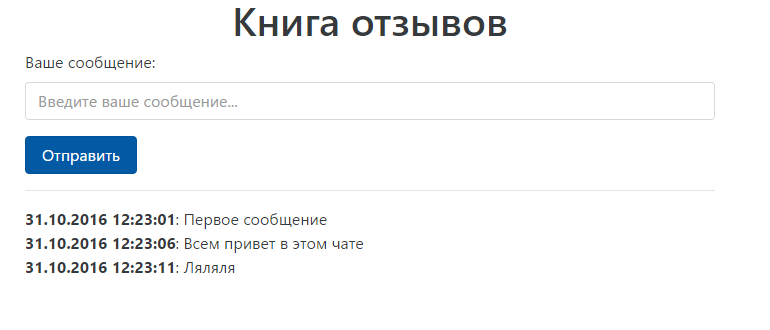 Книга отзывов
Ваше сообщение:
Введите ваше сообщение...
Отправить
31.10.2016 12:23:01: Первое сообщение
31.10.2016 12:23:06: Всем привет в этом чате
31.10.2016 12:23:11: Ляляля